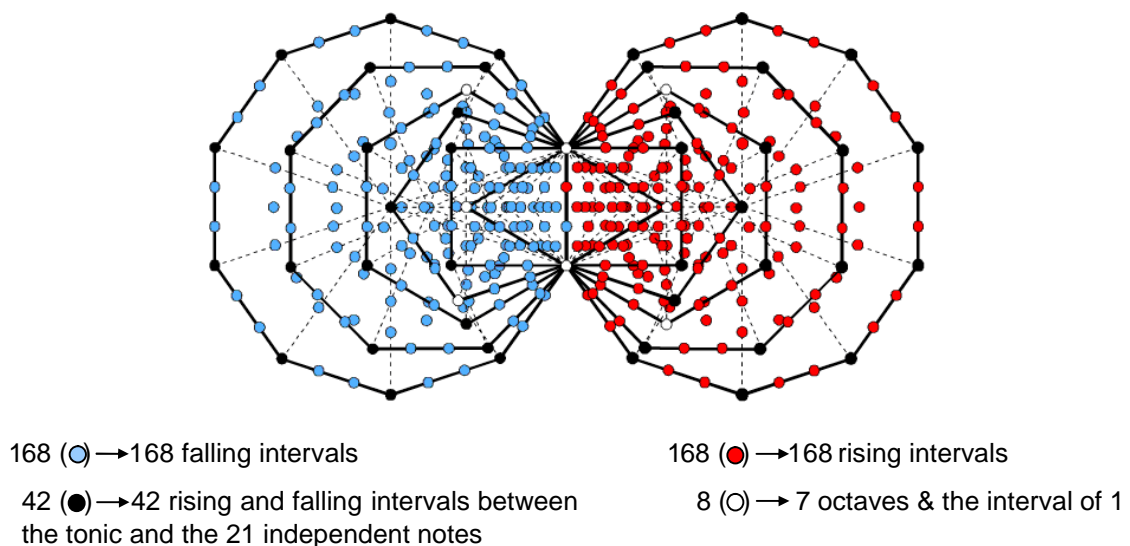 168 (○)→168 falling intervals
168 (○)→168 rising intervals
42 (●)→42 rising and falling intervals between
the tonic and the 21 independent notes
8 (○)→ 7 octaves & the interval of 1